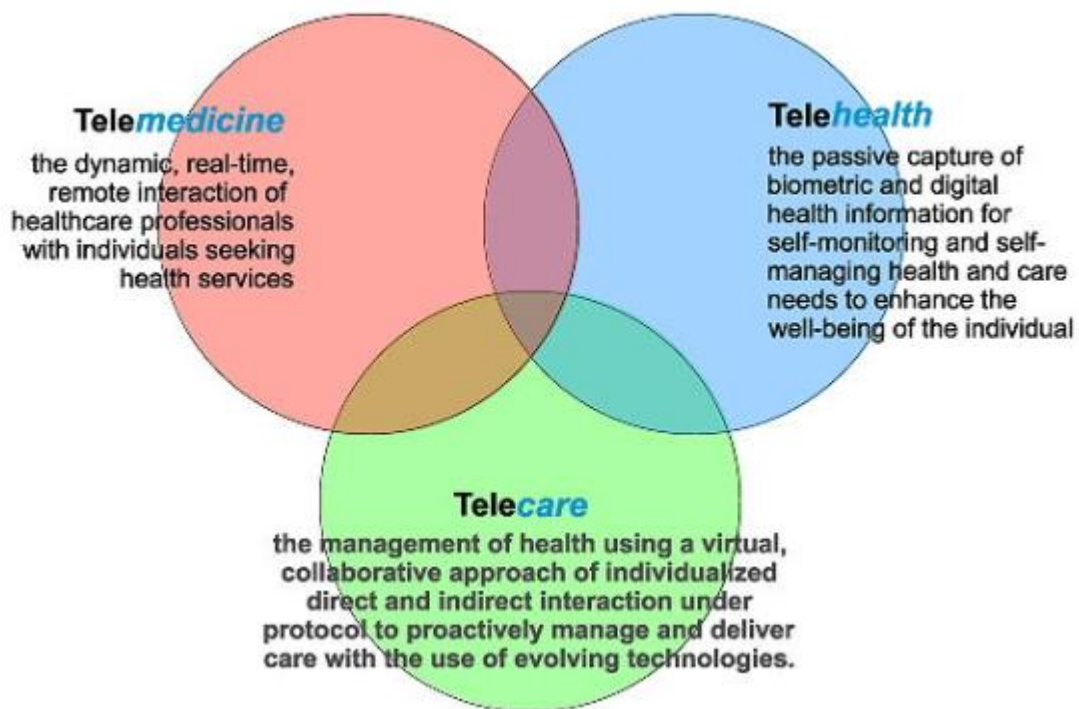 Telemedicine
the dynamic, real-time,
remote interaction of
healthcare professionals
with individuals seeking
health services
Telehealth
the passive capture of
biometric and digital
health information for
self-monitoring and self-
managing health and care
needs to enhance the
well-being of the individual
Telecare
the management of health using a virtual,
collaborative approach of individualized
direct and indirect interaction under
protocol to proactively manage and deliver
care with the use of evolving technologies.